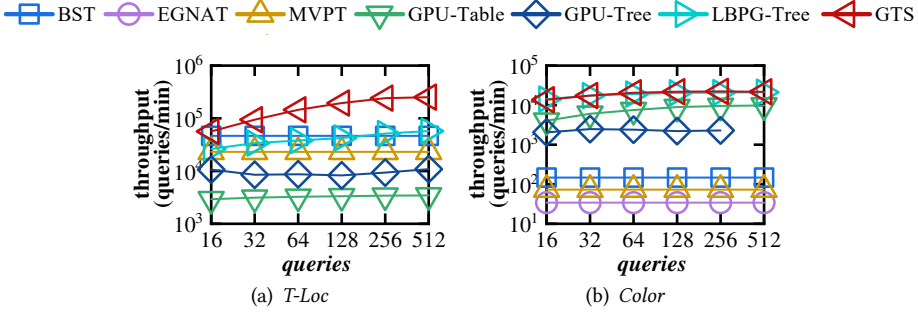 BST EGNAT MVPT GPU-Table GPU-Tree LBPG-Tree GTS
throughput
(queries/min)
10^6
10^5
10^4
10^3
16 32 64 128 256 512
queries
(a) T-Loc
throughput
(queries/min)
10^5
10^4
10^3
10^2
10^1
16 32 64 128 256 512
queries
(b) Color